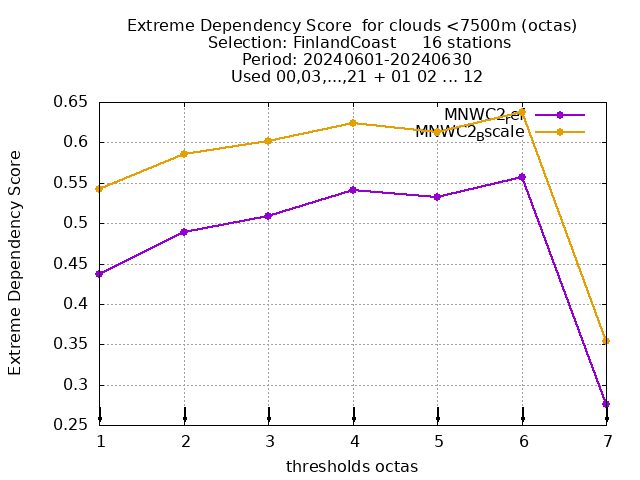 Extreme Dependency Score for clouds <7500m (octas)
Selection: FinlandCoast 16 stations
Period: 20240601-20240630
Used 00,03,...,21 + 01 02 ... 12
Extreme Dependency Score
0.65
0.6
0.55
0.5
0.45
0.4
0.35
0.3
0.25
MNWC2_Bscale
1 2 3 4 5 6 7
thresholds octas